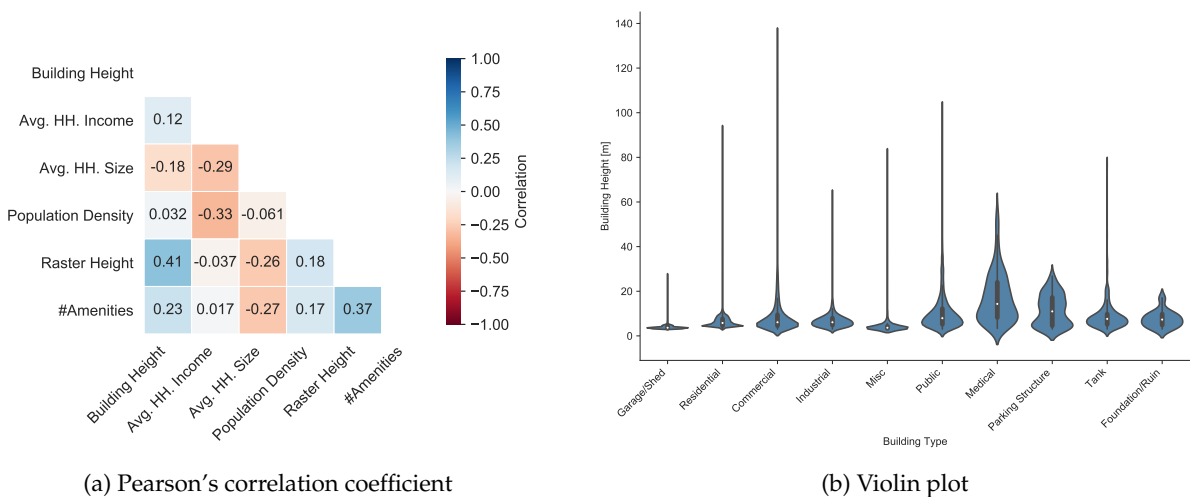 Building Height
Avg. HH. Income
Avg. HH. Size
Population Density
Raster Height
#Amenities
0.12
-0.18 -0.29
0.032 -0.33 -0.061
0.41 -0.037 -0.26 0.18
0.23 0.017 -0.27 0.17 0.37
Building Height
Avg. HH. Income
Avg. HH. Size
Population Density
Raster Height
#Amenities
1.00
0.75
0.50
0.25
0.00
−0.25
−0.50
−0.75
−1.00
Correlation
(a) Pearson’s correlation coefficient
140
120
100
80
60
40
20
0
Building Height [m]
Garage/Shed
Residential
Commercial
Industrial
Misc
Public
Medical
Parking Structure
Tank
Foundation/Ruin
Building Type
(b) Violin plot